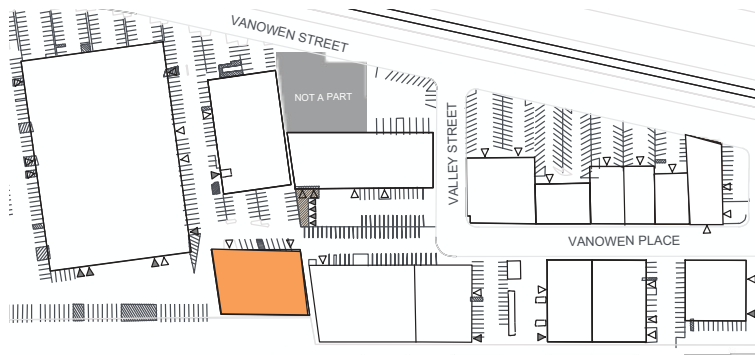 VANOWEN STREET
NOT A PART
VALLEY STREET
VANOWEN PLACE